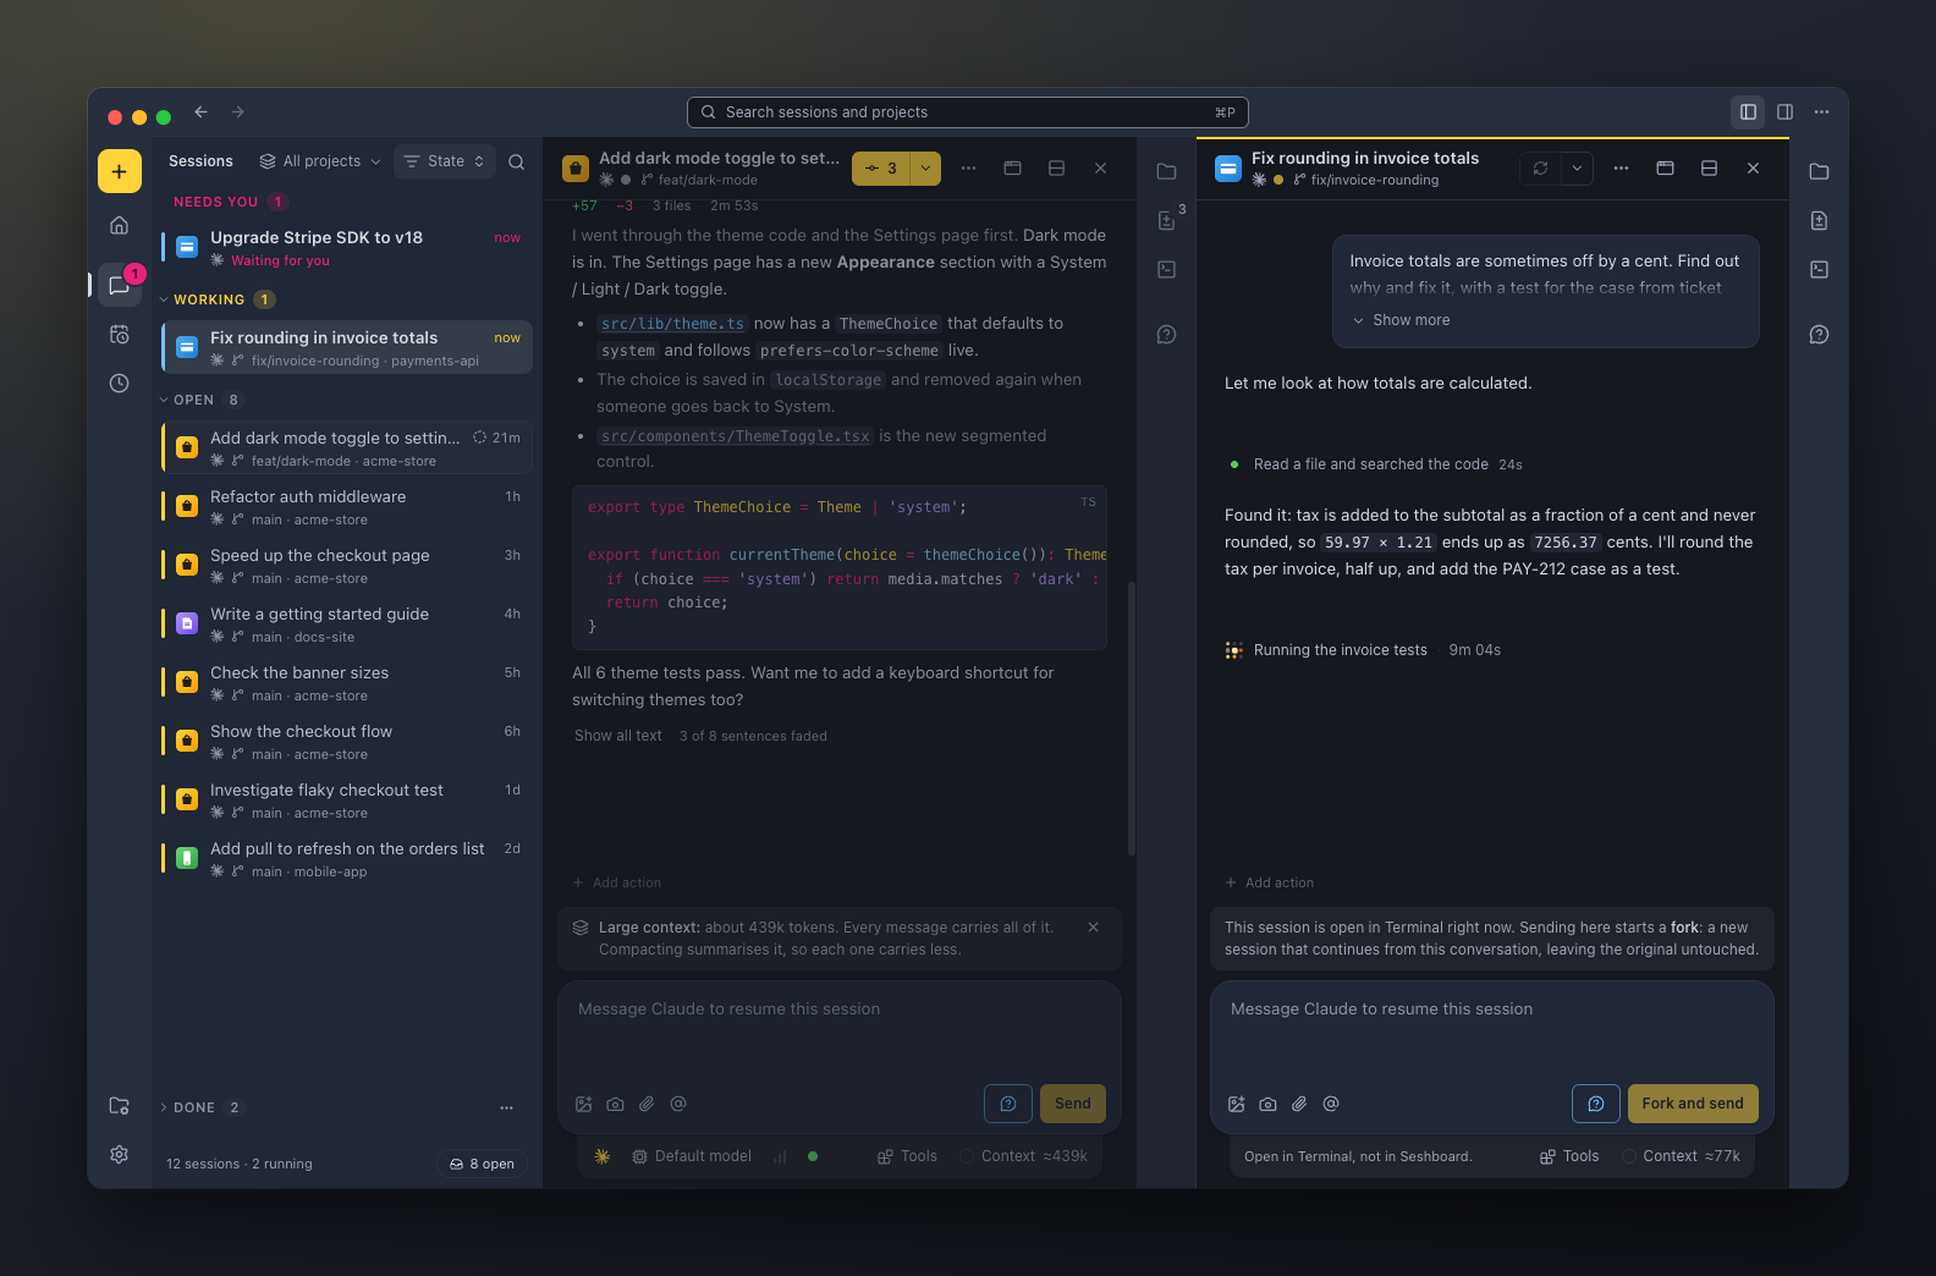 Search sessions and projects ⌘P
Sessions All projects State
NEEDS YOU 1
Upgrade Stripe SDK to v18 now
Waiting for you
1
WORKING 1
Fix rounding in invoice totals now
fix/invoice-rounding · payments-api
OPEN 8
Add dark mode toggle to settin... 21m
feat/dark-mode · acme-store
Refactor auth middleware 1h
main · acme-store
Speed up the checkout page 3h
main · acme-store
Write a getting started guide 4h
main · docs-site
Check the banner sizes 5h
main · acme-store
Show the checkout flow 6h
main · acme-store
Investigate flaky checkout test 1d
main · acme-store
Add pull to refresh on the orders list 2d
main · mobile-app
DONE 2
12 sessions · 2 running 8 open
Add dark mode toggle to set... 3
feat/dark-mode
+57 · −3 · 3 files · 2m 53s
3
I went through the theme code and the Settings page first. Dark mode
is in. The Settings page has a new Appearance section with a System
/ Light / Dark toggle.
• src/lib/theme.ts now has a ThemeChoice that defaults to
system and follows prefers-color-scheme live.
• The choice is saved in localStorage and removed again when
someone goes back to System.
• src/components/ThemeToggle.tsx is the new segmented
control.
TS
export type ThemeChoice = Theme | 'system';
export function currentTheme(choice = themeChoice()): Theme
if (choice === 'system') return media.matches ? 'dark' :
return choice;
}
All 6 theme tests pass. Want me to add a keyboard shortcut for
switching themes too?
Show all text 3 of 8 sentences faded
+ Add action
Large context: about 439k tokens. Every message carries all of it.
Compacting summarises it, so each one carries less.
Message Claude to resume this session
Send
Default model Tools Context ≈439k
Fix rounding in invoice totals
fix/invoice-rounding
Invoice totals are sometimes off by a cent. Find out
why and fix it, with a test for the case from ticket
Show more
Let me look at how totals are calculated.
Read a file and searched the code 24s
Found it: tax is added to the subtotal as a fraction of a cent and never
rounded, so 59.97 × 1.21 ends up as 7256.37 cents. I'll round the
tax per invoice, half up, and add the PAY-212 case as a test.
Running the invoice tests · 9m 04s
+ Add action
This session is open in Terminal right now. Sending here starts a fork: a new
session that continues from this conversation, leaving the original untouched.
Message Claude to resume this session
Fork and send
Open in Terminal, not in Seshboard. Tools Context ≈77k